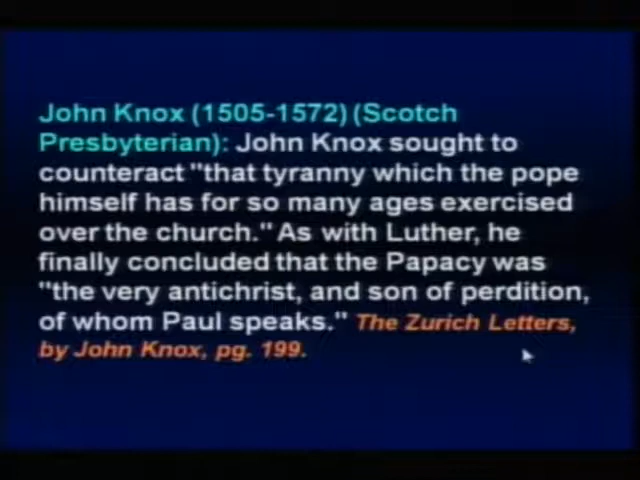 John Knox (1505-1572) (Scotch
Presbyterian): John Knox sought to
counteract "that tyranny which the pope
himself has for so many ages exercised
over the church." As with Luther, he
finally concluded that the Papacy was
"the very antichrist, and son of perdition,
of whom Paul speaks." The Zurich Letters,
by John Knox, pg. 199.